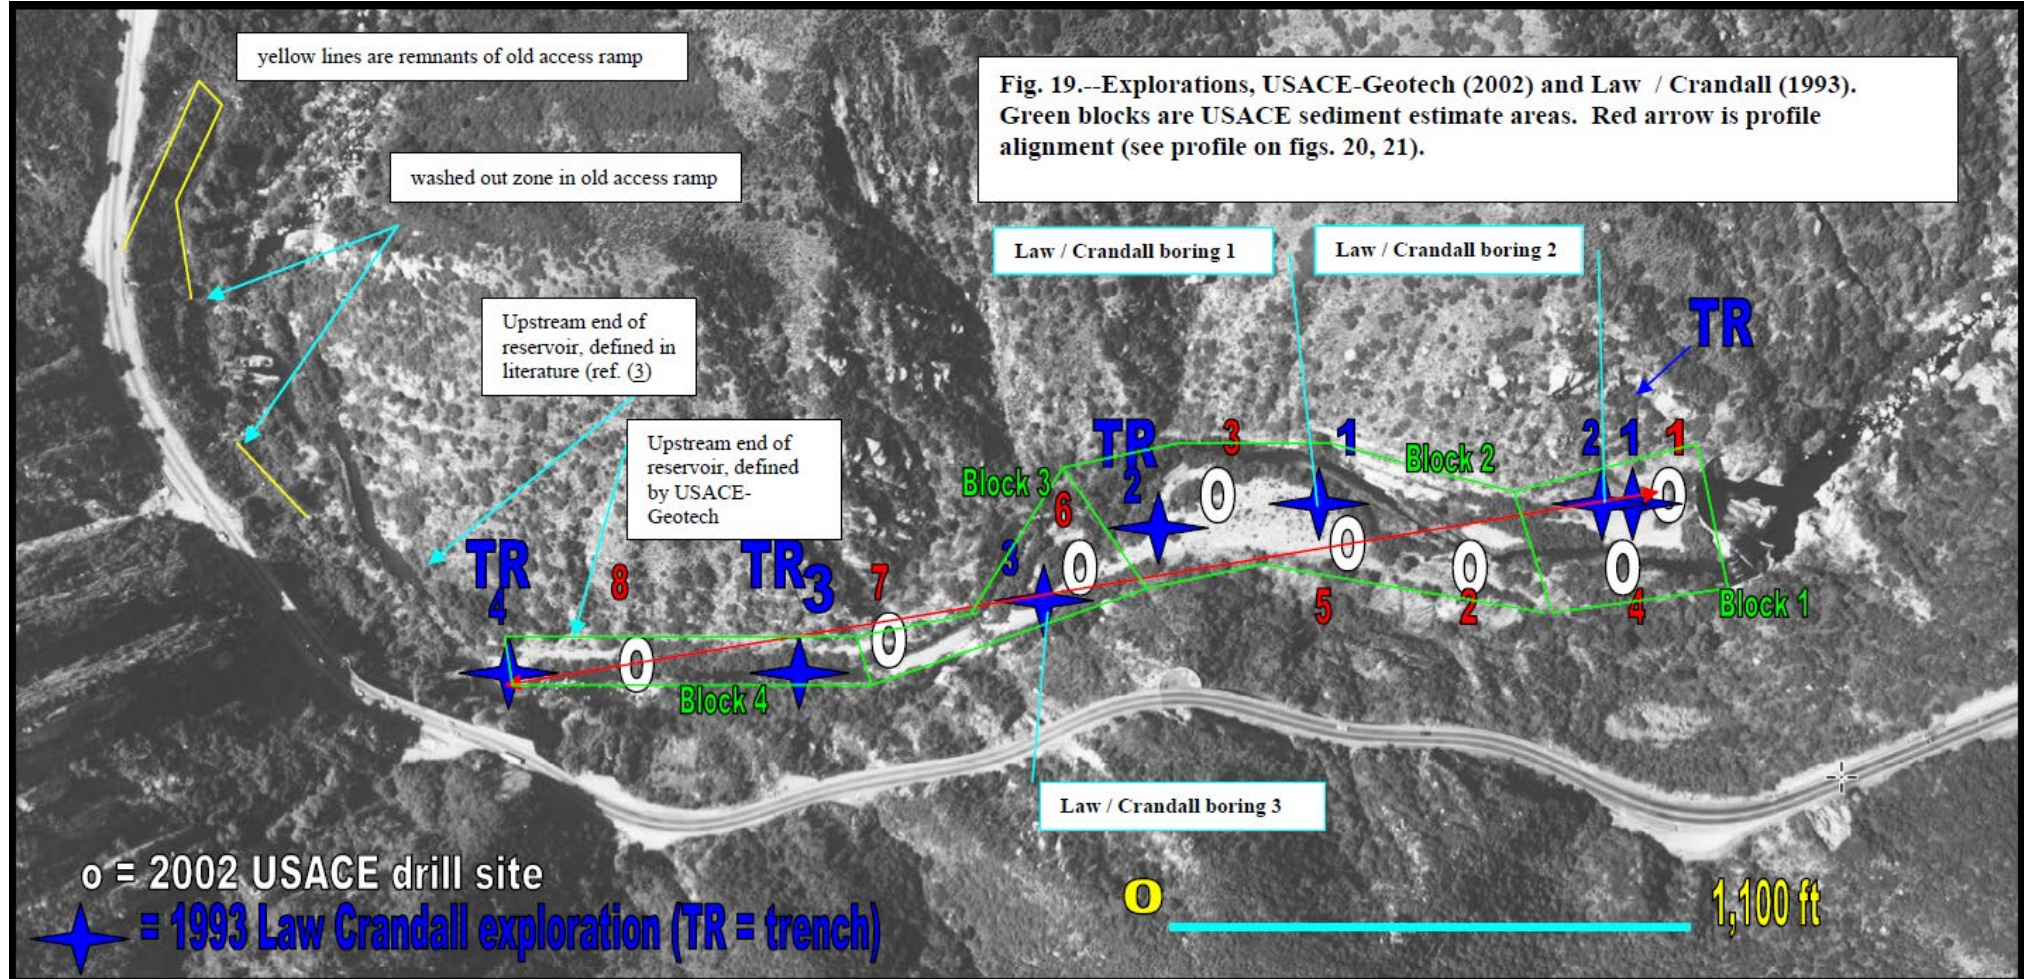 yellow lines are remnants of old access ramp
Fig. 19.--Explorations, USACE-Geotech (2002) and Law / Crandall (1993).
Green blocks are USACE sediment estimate areas. Red arrow is profile
alignment (see profile on figs. 20, 21).
washed out zone in old access ramp
Law / Crandall boring 1
Law / Crandall boring 2
Upstream end of
reservoir, defined in
literature (ref. (3)
TR
Upstream end of
reservoir, defined
by USACE-
Geotech
TR
2
3
1
Block 2
2
1
1
Block 3
6
TR
4
8
TR
3
7
3
5
2
4
Block 1
Block 4
Law / Crandall boring 3
o = 2002 USACE drill site
= 1993 Law Crandall exploration (TR = trench)
0
1,100 ft